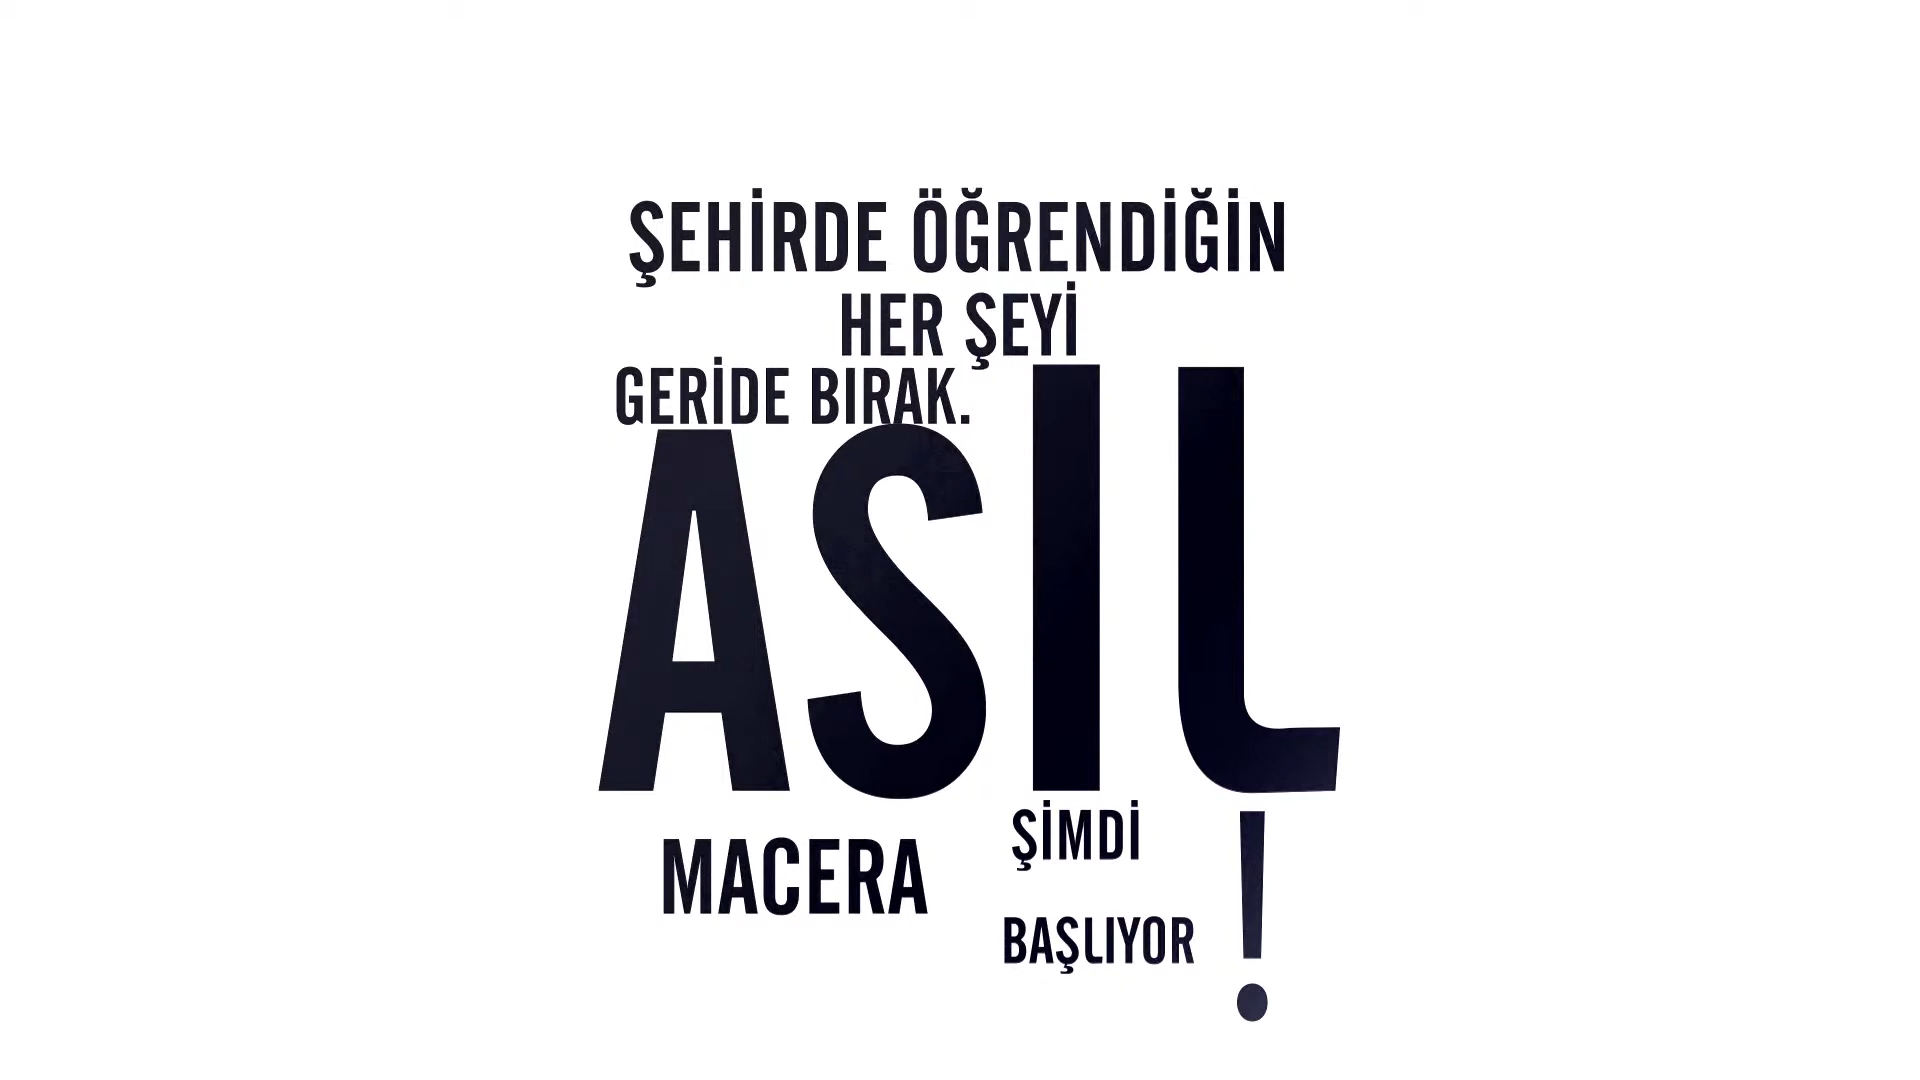 ŞEHİRDE ÖĞRENDİĞİN
HER ŞEYİ
GERİDE BIRAK.
ASIL
MACERA
ŞİMDİ
BAŞLIYOR
!